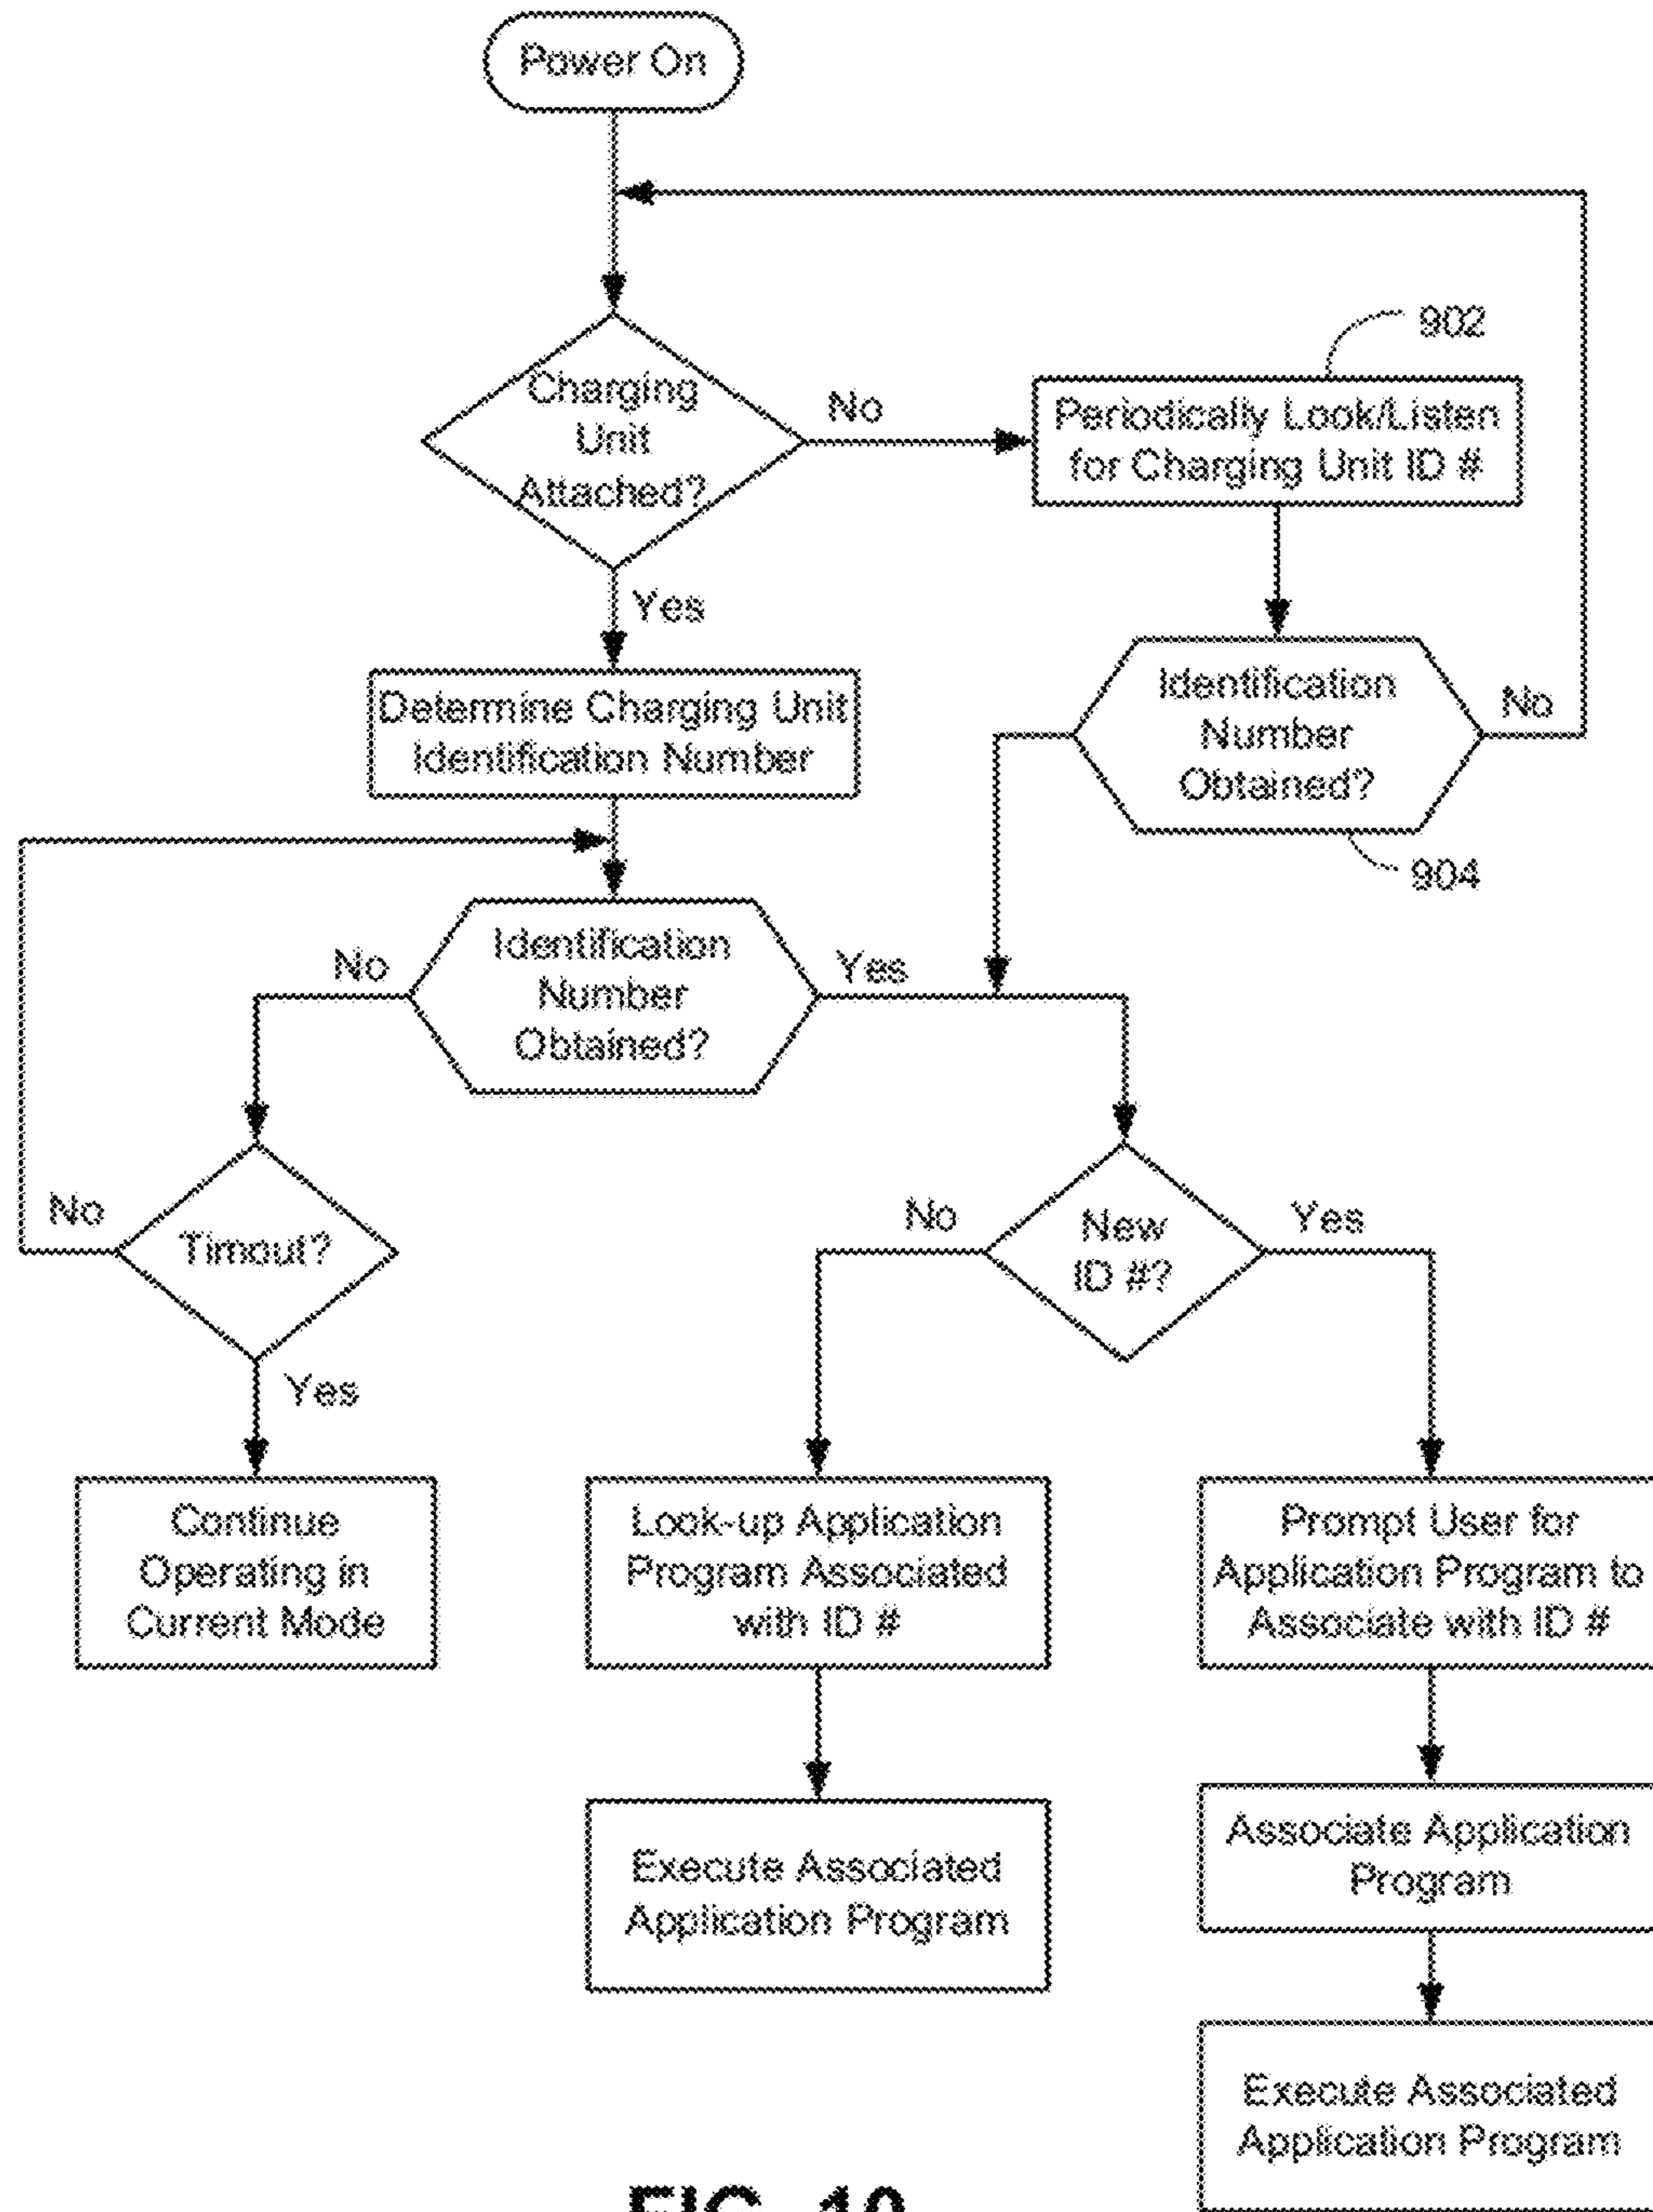 Power On
902
Charging
Unit
Attached?
No
Periodically Look/Listen
for Charging Unit ID #
Yes
Determine Charging Unit
Identification Number
Identification
Number
Obtained?
No
904
No
Identification
Number
Obtained?
Yes
No
Timout?
Yes
No
New
ID #?
Yes
Continue
Operating in
Current Mode
Look-up Application
Program Associated
with ID #
Prompt User for
Application Program to
Associate with ID #
Execute Associated
Application Program
Associate Application
Program
Execute Associated
Application Program
FIG. 10